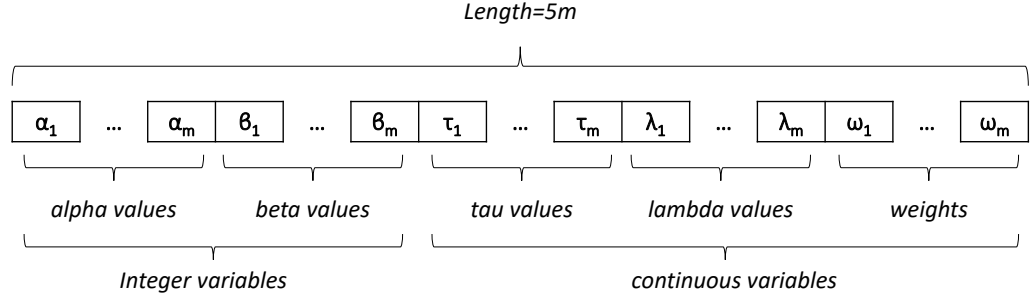 Length=5m
α1 ... αm β1 ... βm τ1 ... τm λ1 ... λm ω1 ... ωm
alpha values beta values tau values lambda values weights
Integer variables continuous variables